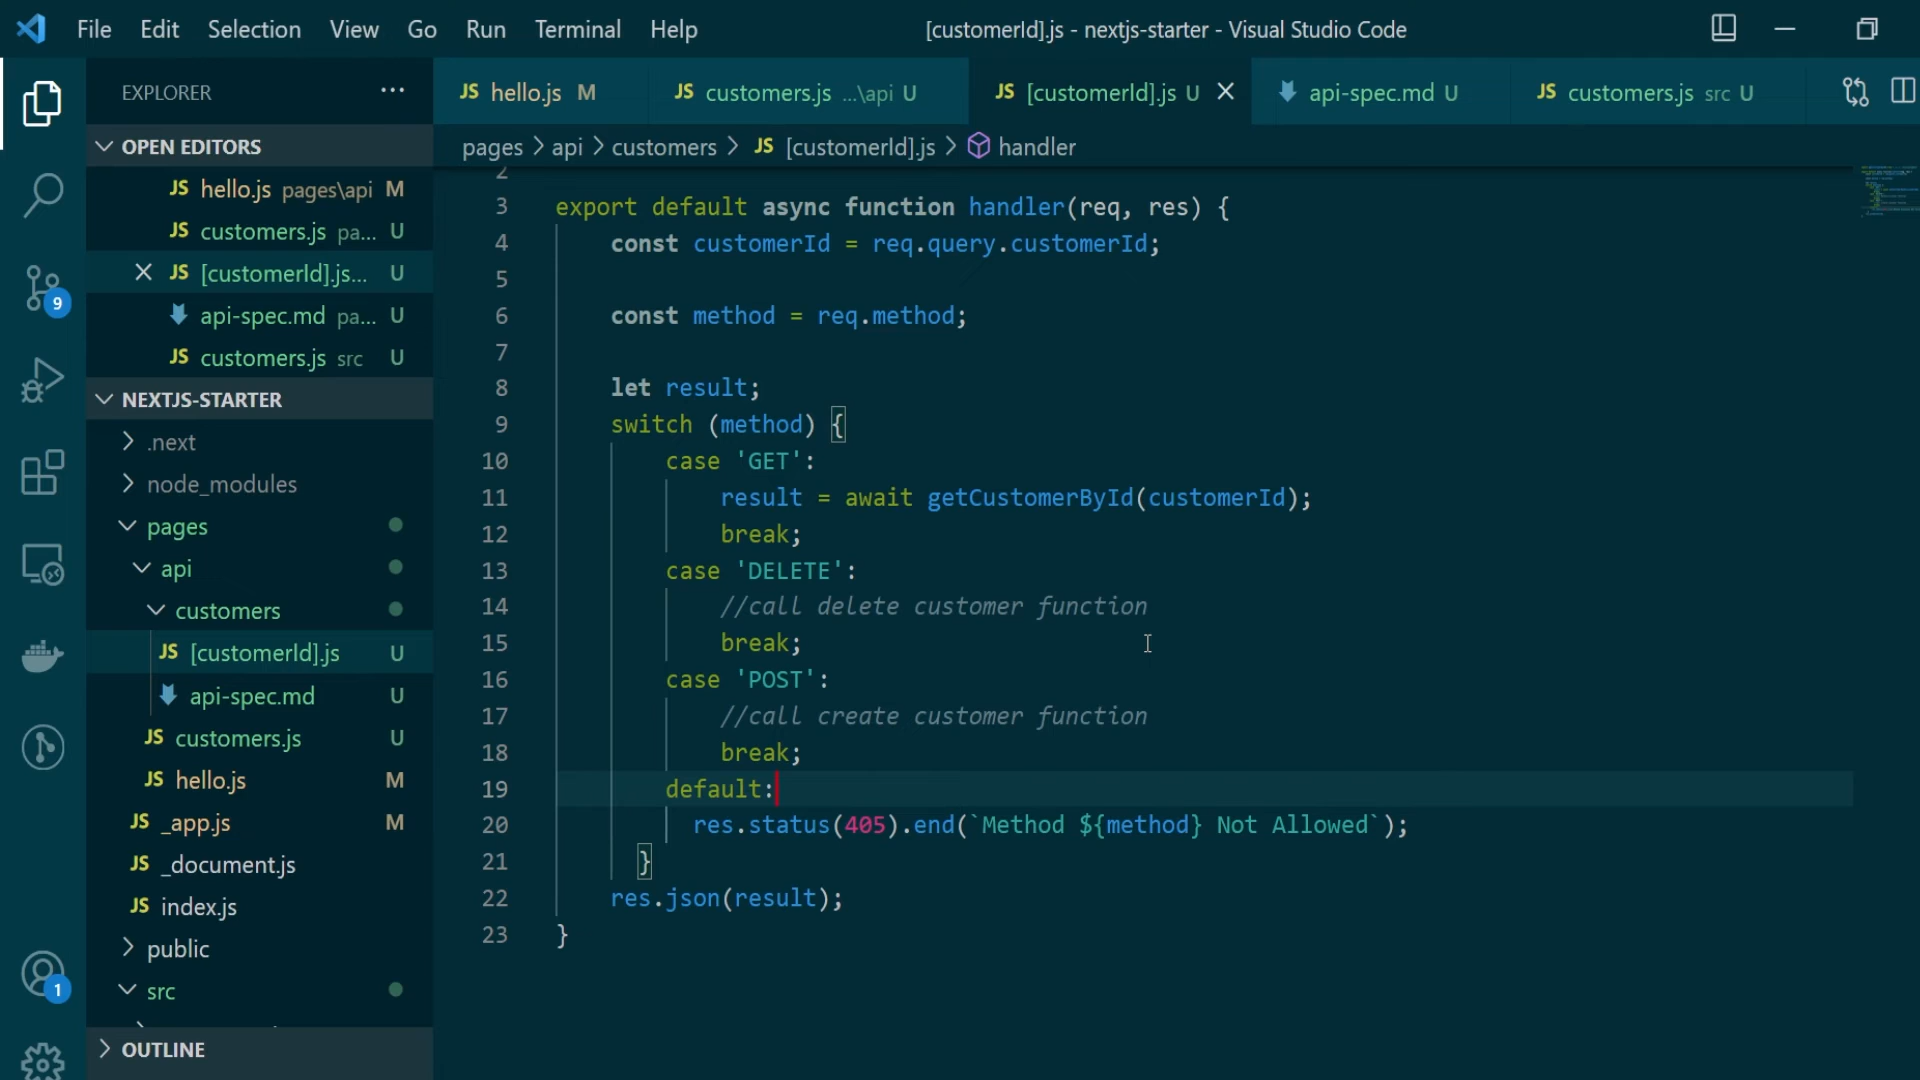 File Edit Selection View Go Run Terminal Help [customerId].js - nextjs-starter - Visual Studio Code
EXPLORER ...
JS hello.js M JS customers.js ...\api U JS [customerId].js U api-spec.md U JS customers.js src U
OPEN EDITORS
JS hello.js pages\api M
JS customers.js pa... U
JS [customerId].js... U
api-spec.md pa... U
JS customers.js src U
NEXTJS-STARTER
.next
node_modules
pages
api
customers
JS [customerId].js U
api-spec.md U
JS customers.js U
JS hello.js M
JS _app.js M
JS _document.js
JS index.js
public
src
OUTLINE
9
1
pages > api > customers > JS [customerId].js > handler
2
3 export default async function handler(req, res) {
4 const customerId = req.query.customerId;
5
6 const method = req.method;
7
8 let result;
9 switch (method) {
10 case 'GET':
11 result = await getCustomerById(customerId);
12 break;
13 case 'DELETE':
14 //call delete customer function
15 break;
16 case 'POST':
17 //call create customer function
18 break;
19 default:
20 res.status(405).end(`Method ${method} Not Allowed`);
21 }
22 res.json(result);
23 }